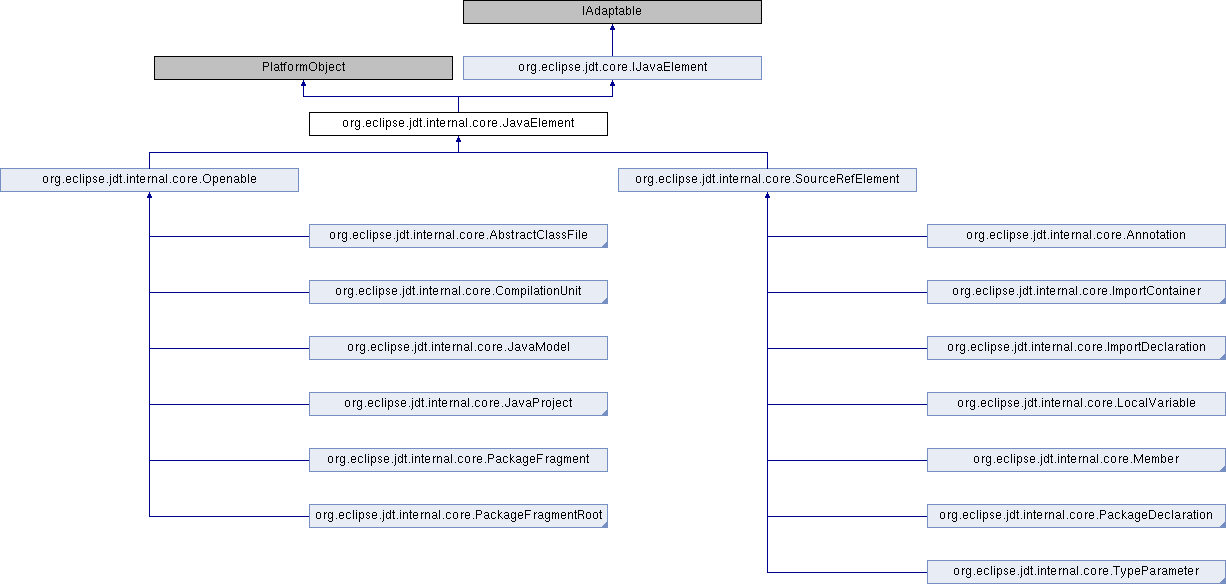 IAdaptable
PlatformObject
org.eclipse.jdt.core.IJavaElement
org.eclipse.jdt.internal.core.JavaElement
org.eclipse.jdt.internal.core.Openable
org.eclipse.jdt.internal.core.SourceRefElement
org.eclipse.jdt.internal.core.AbstractClassFile
org.eclipse.jdt.internal.core.Annotation
org.eclipse.jdt.internal.core.CompilationUnit
org.eclipse.jdt.internal.core.ImportContainer
org.eclipse.jdt.internal.core.JavaModel
org.eclipse.jdt.internal.core.ImportDeclaration
org.eclipse.jdt.internal.core.JavaProject
org.eclipse.jdt.internal.core.LocalVariable
org.eclipse.jdt.internal.core.PackageFragment
org.eclipse.jdt.internal.core.Member
org.eclipse.jdt.internal.core.PackageFragmentRoot
org.eclipse.jdt.internal.core.PackageDeclaration
org.eclipse.jdt.internal.core.TypeParameter